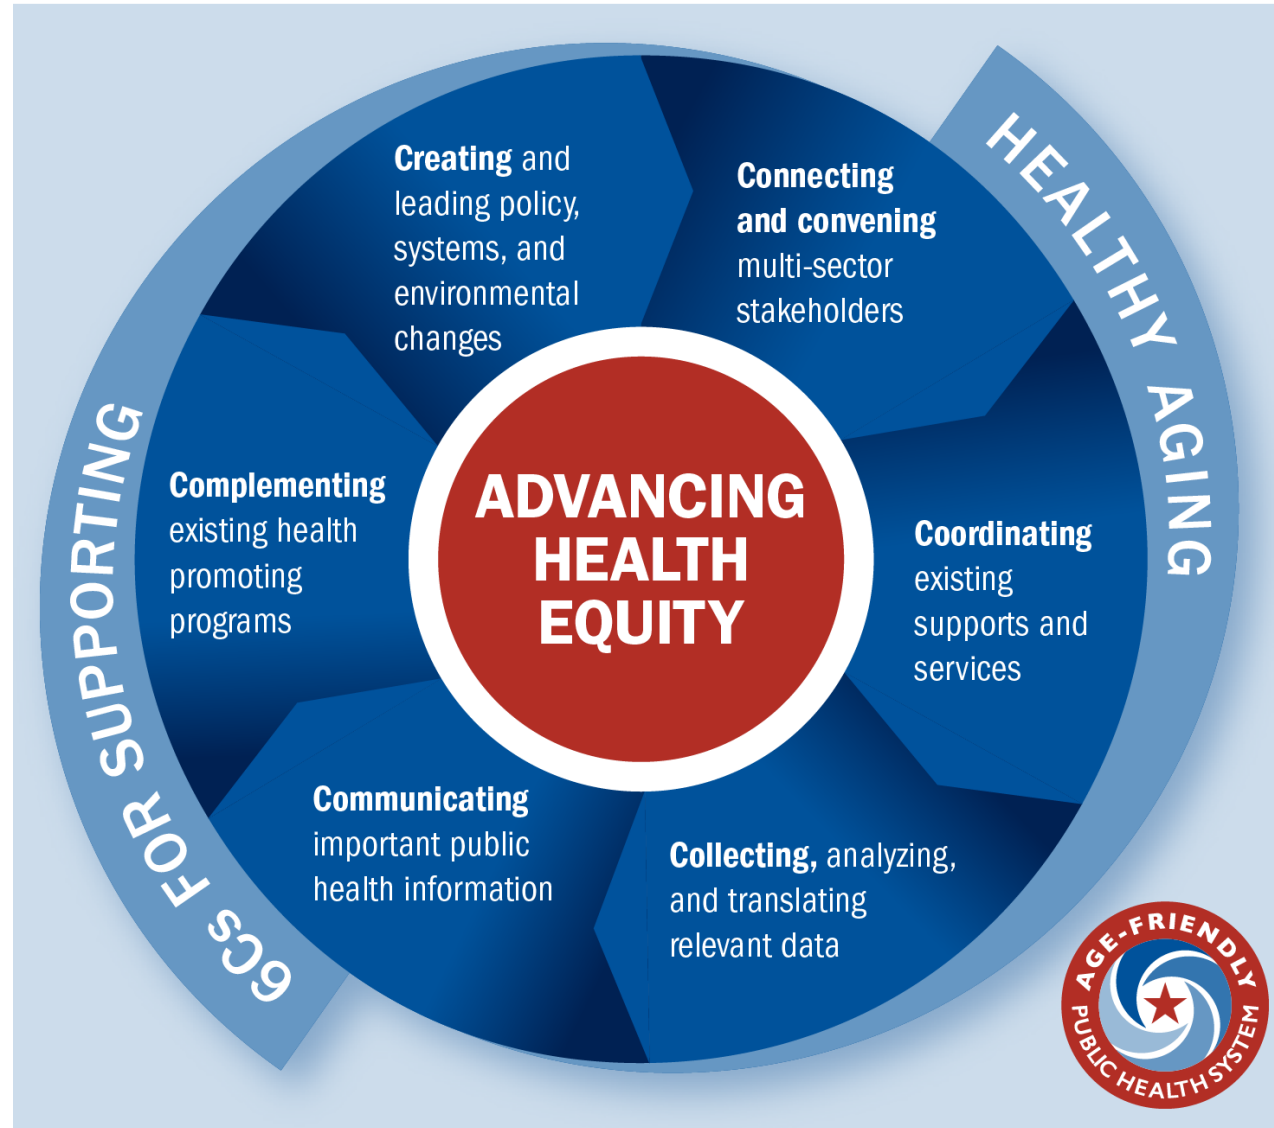 6Cs FOR SUPPORTING
HEALTHY AGING
Creating and
leading policy,
systems, and
environmental
changes
Connecting
and convening
multi-sector
stakeholders
Coordinating
existing
supports and
services
Collecting, analyzing,
and translating
relevant data
Communicating
important public
health information
Complementing
existing health
promoting
programs
ADVANCING
HEALTH
EQUITY
AGE-FRIENDLY
PUBLIC HEALTH SYSTEM